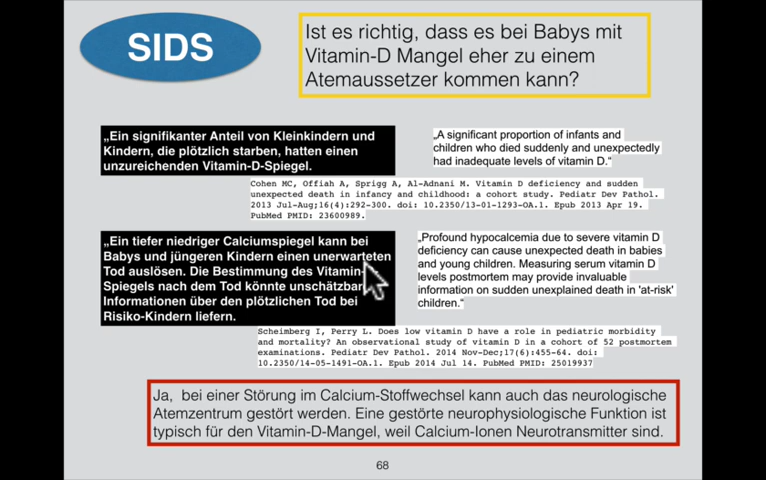 SIDS
Ist es richtig, dass es bei Babys mit
Vitamin-D Mangel eher zu einem
Atemaussetzer kommen kann?
„Ein signifikanter Anteil von Kleinkindern und
Kindern, die plötzlich starben, hatten einen
unzureichenden Vitamin-D-Spiegel.
„A significant proportion of infants and
children who died suddenly and unexpectedly
had inadequate levels of vitamin D.“
Cohen MC, Offiah A, Sprigg A, Al-Adnani M. Vitamin D deficiency and sudden
unexpected death in infancy and childhood: a cohort study. Pediatr Dev Pathol.
2013 Jul-Aug;16(4):292-300. doi: 10.2350/13-01-1293-OA.1. Epub 2013 Apr 19.
PubMed PMID: 23600989.
„Ein tiefer niedriger Calciumspiegel kann bei
Babys und jüngeren Kindern einen unerwarteten
Tod auslösen. Die Bestimmung des Vitamin-
Spiegels nach dem Tod könnte unschätzbar
Informationen über den plötzlichen Tod bei
Risiko-Kindern liefern.
„Profound hypocalcemia due to severe vitamin D
deficiency can cause unexpected death in babies
and young children. Measuring serum vitamin D
levels postmortem may provide invaluable
information on sudden unexplained death in 'at-risk'
children.“
Scheimberg I, Perry L. Does low vitamin D have a role in pediatric morbidity
and mortality? An observational study of vitamin D in a cohort of 52 postmortem
examinations. Pediatr Dev Pathol. 2014 Nov-Dec;17(6):455-64. doi:
10.2350/14-05-1491-OA.1. Epub 2014 Jul 14. PubMed PMID: 25019937
Ja, bei einer Störung im Calcium-Stoffwechsel kann auch das neurologische
Atemzentrum gestört werden. Eine gestörte neurophysiologische Funktion ist
typisch für den Vitamin-D-Mangel, weil Calcium-Ionen Neurotransmitter sind.
68